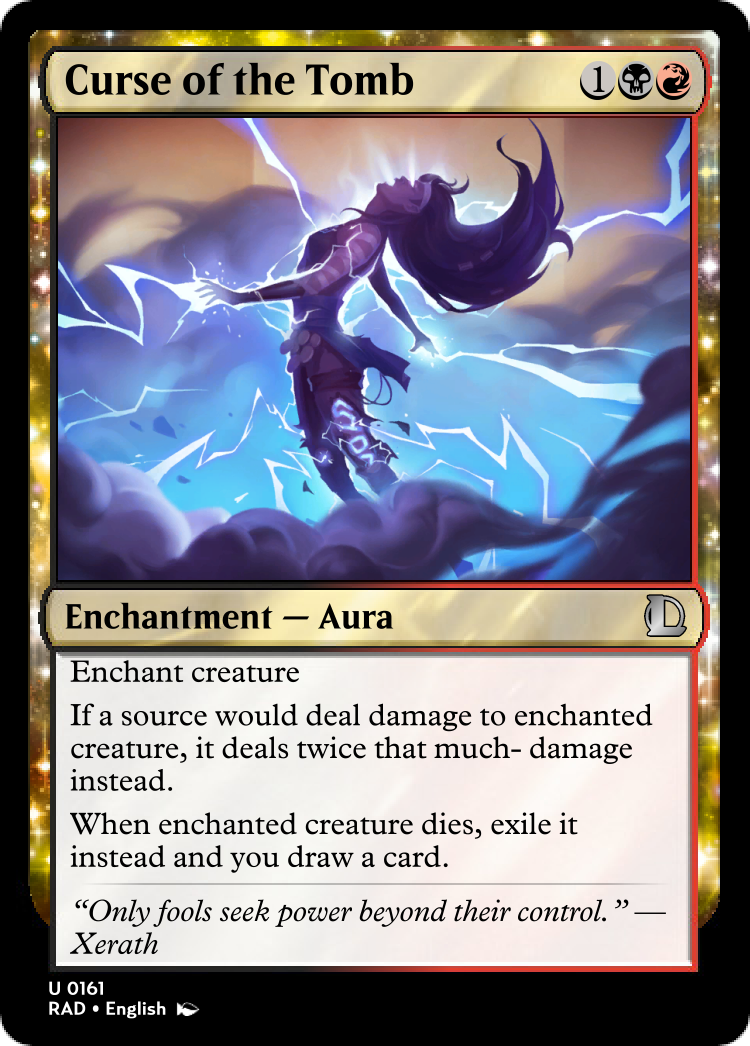 Curse of the Tomb
1
Enchantment — Aura
Enchant creature
If a source would deal damage to enchanted
creature, it deals twice that much- damage
instead.
When enchanted creature dies, exile it
instead and you draw a card.
“Only fools seek power beyond their control.” —
Xerath
U 0161
RAD • English